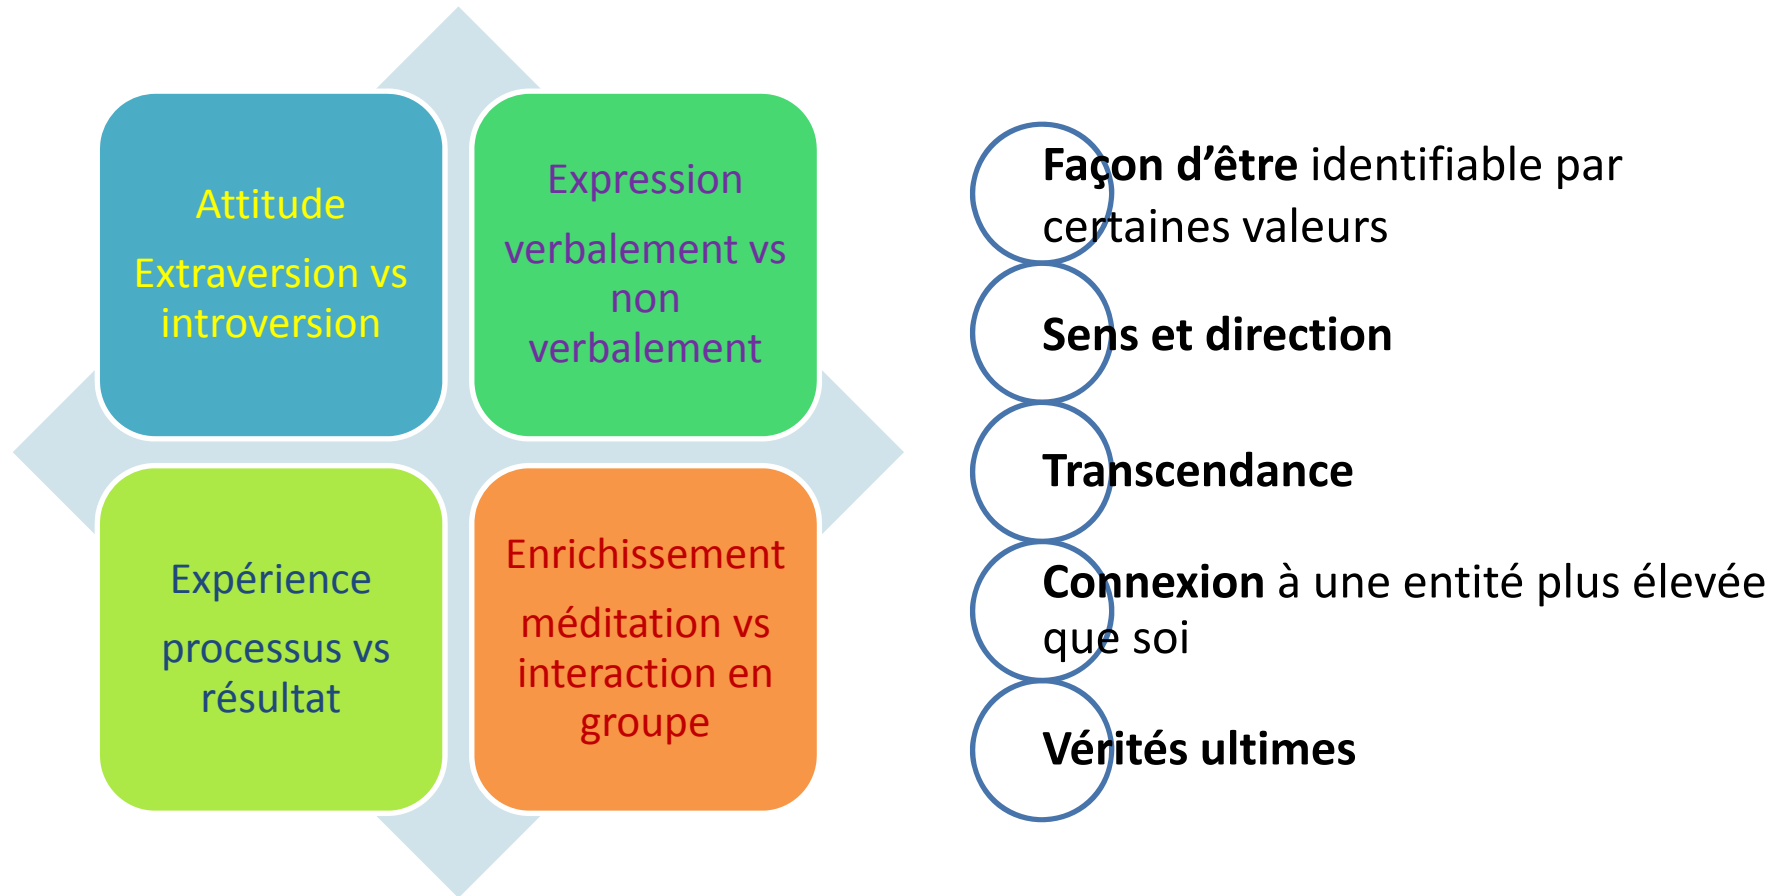 Attitude
Extraversion vs
introversion
Expression
verbalement vs
non
verbalement
Expérience
processus vs
résultat
Enrichissement
méditation vs
interaction en
groupe
Façon d’être identifiable par
certaines valeurs
Sens et direction
Transcendance
Connexion à une entité plus élevée
que soi
Vérités ultimes